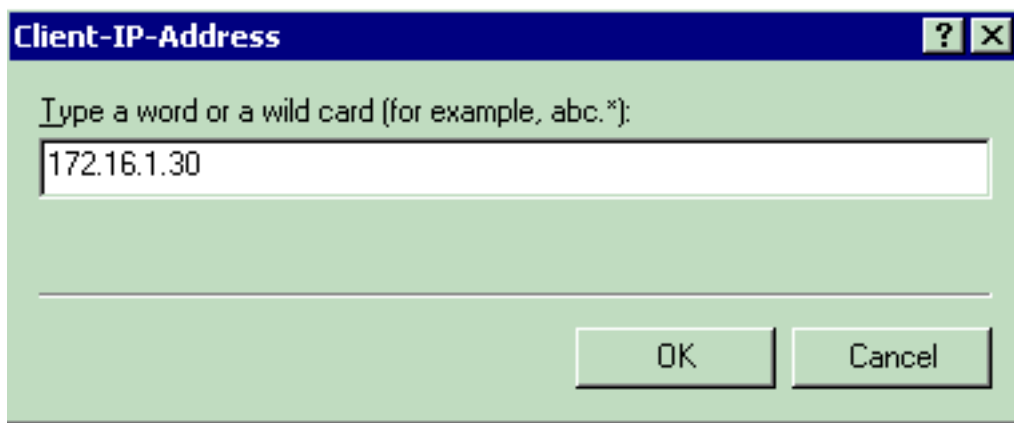 Client-IP-Address
Type a word or a wild card (for example, abc.*):
172.16.1.30
OK Cancel